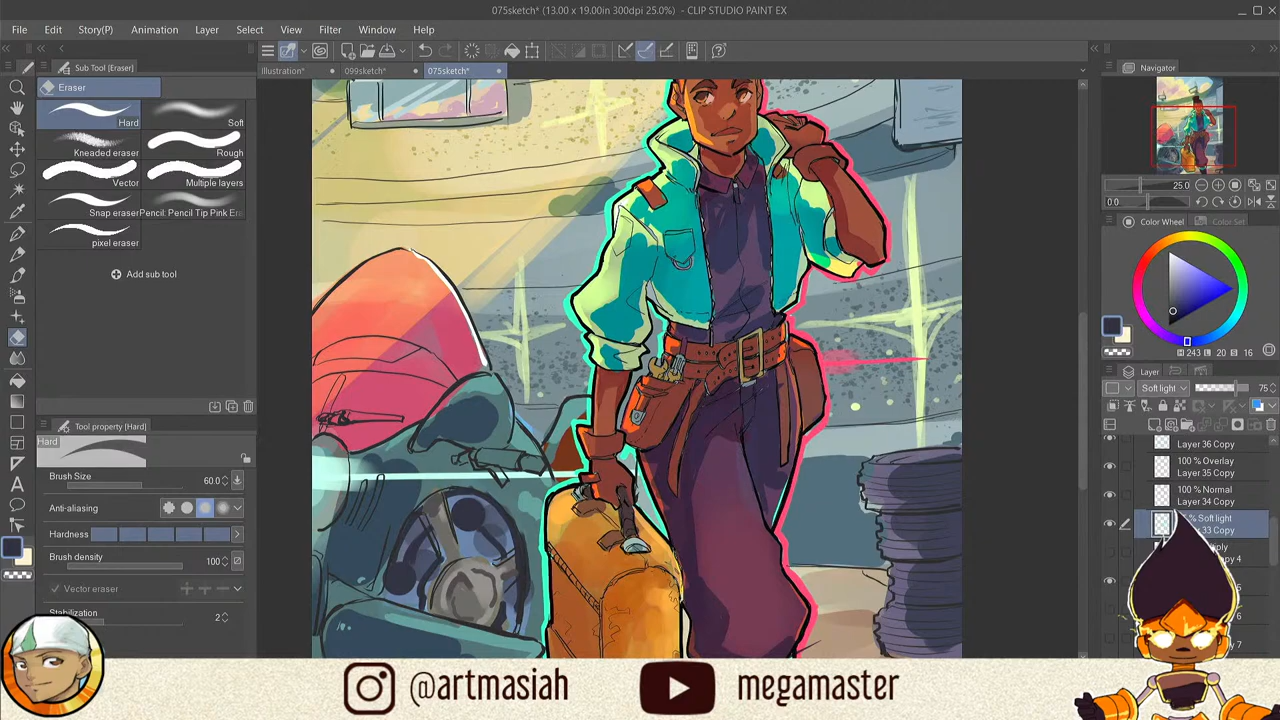 075sketch* (13.00 x 19.00in 300dpi 25.0%) - CLIP STUDIO PAINT EX
File Edit Story(P) Animation Layer Select View Filter Window Help
Sub Tool [Eraser]
Illustration* 099sketch* 075sketch*
Navigator
Eraser
Hard
Soft
Kneaded eraser
Rough
Vector
Multiple layers
Snap eraser
Pencil: Pencil Tip Pink Era
pixel eraser
Add sub tool
25.0
0.0
Color Wheel Color Set
H 243 L 20 S 16
Layer
Soft light 75
Layer 36 Copy
100 % Overlay
Layer 35 Copy
100 % Normal
Layer 34 Copy
% Soft light
33 Copy
Tool property [Hard]
Hard
Brush Size 60.0
Anti-aliasing
Hardness
Brush density 100
Vector eraser
Stabilization 2
@artmasiah megamaster